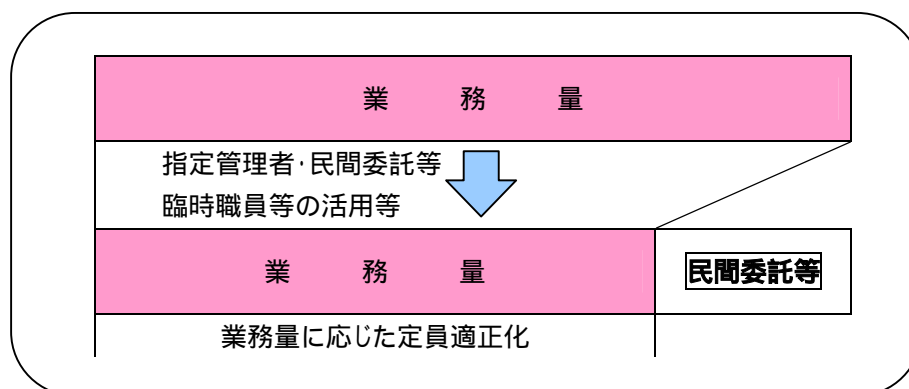 業務量
指定管理者・民間委託等
臨時職員等の活用等
業務量
民間委託等
業務量に応じた定員適正化